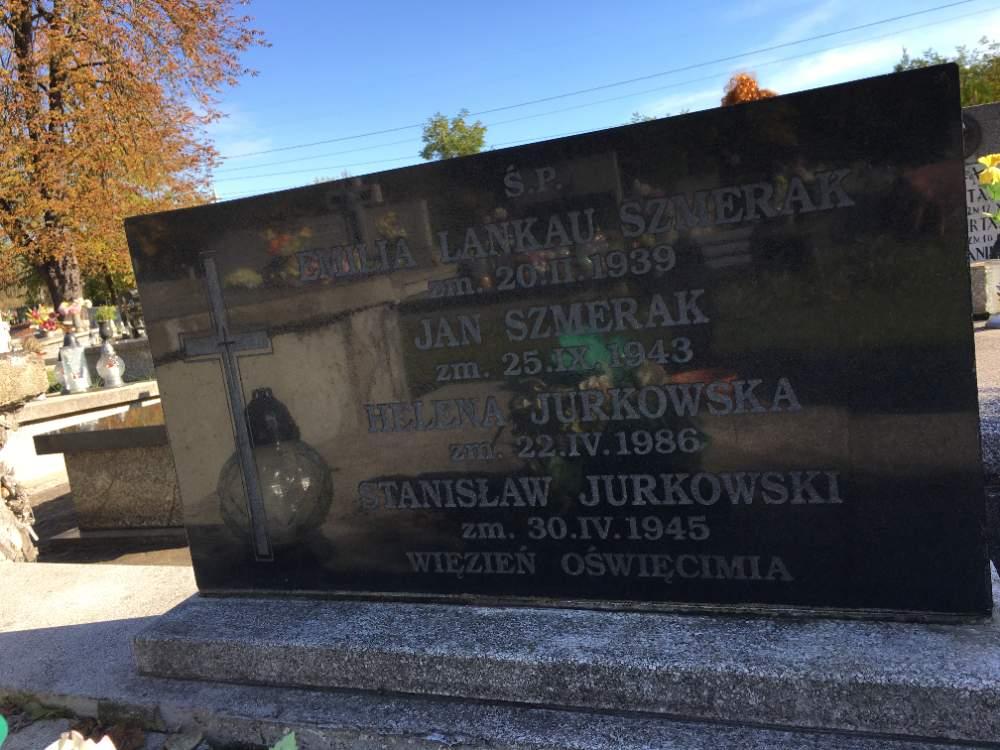 Ś.P.
EMILIA LANKAU SZMERAK
zm. 20.II.1939
JAN SZMERAK
zm. 25.IX.1943
HELENA JURKOWSKA
zm. 22.IV.1986
STANISŁAW JURKOWSKI
zm. 30.IV.1945
WIĘZIEŃ OŚWIĘCIMIA